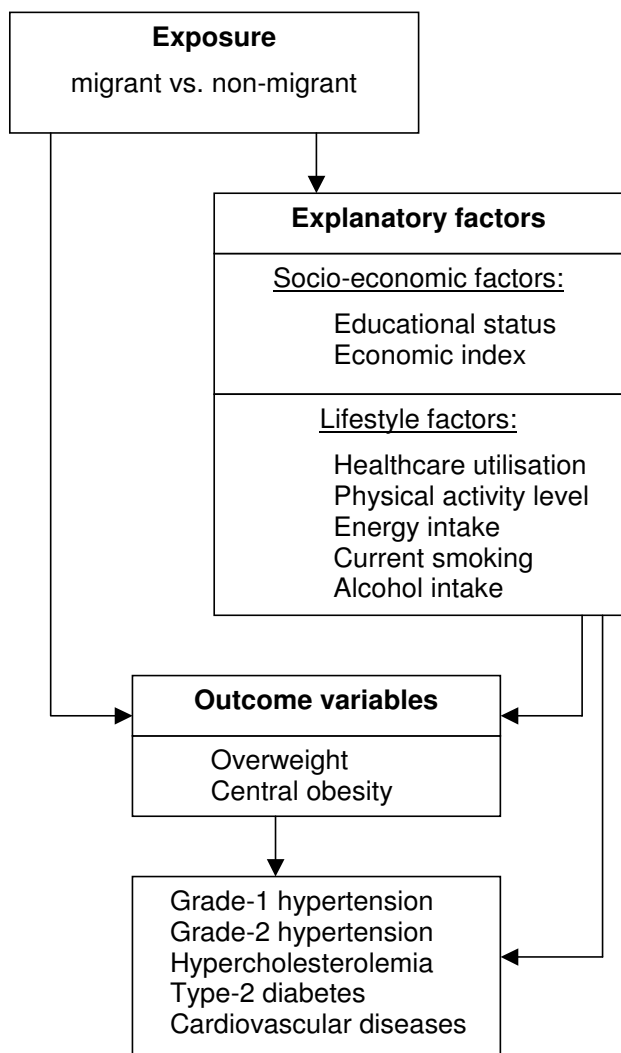 Exposure
migrant vs. non-migrant
Explanatory factors
Socio-economic factors:
Educational status
Economic index
Lifestyle factors:
Healthcare utilisation
Physical activity level
Energy intake
Current smoking
Alcohol intake
Outcome variables
Overweight
Central obesity
Grade-1 hypertension
Grade-2 hypertension
Hypercholesterolemia
Type-2 diabetes
Cardiovascular diseases